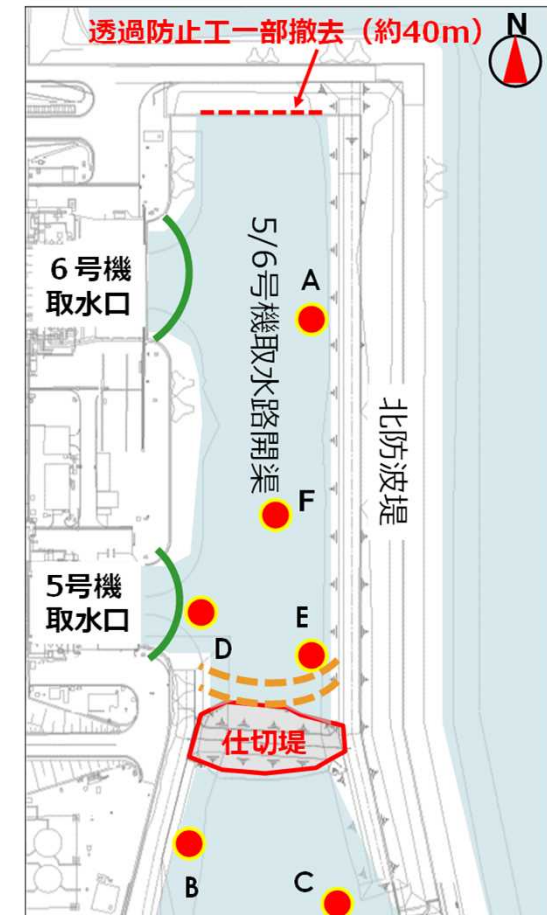 透過防止工一部撤去（約40m）
N
６号機
取水口
A
5/6号機取水路開渠
北防波堤
F
5号機
取水口
E
D
仕切堤
B
C